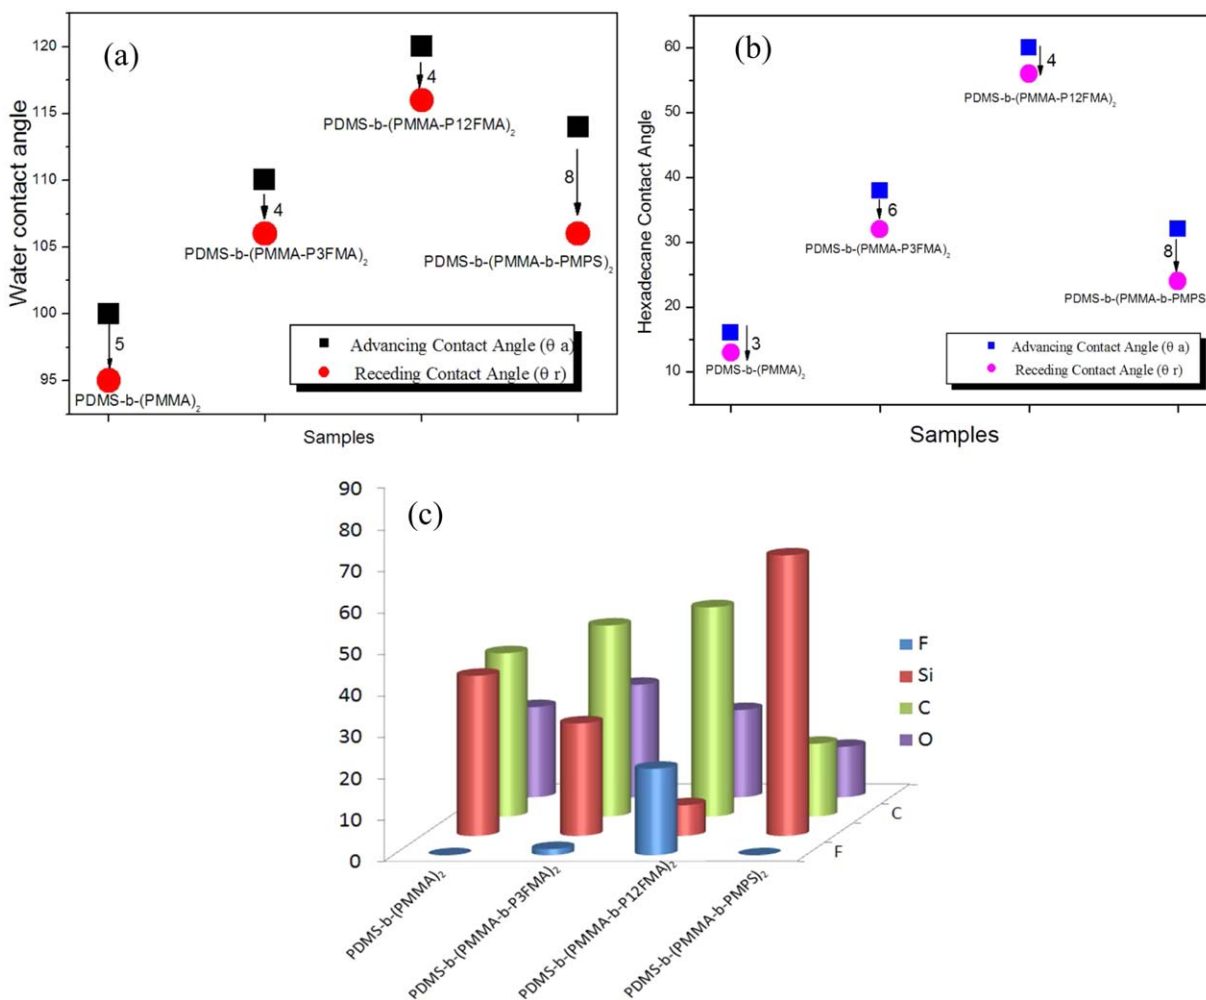 (a)
Water contact angle
120
115
110
105
100
95
4
PDMS-b-(PMMA-P12FMA)2
4
PDMS-b-(PMMA-P3FMA)2
8
PDMS-b-(PMMA-b-PMPS)2
5
PDMS-b-(PMMA)2
Advancing Contact Angle (θ a)
Receding Contact Angle (θ r)
Samples
(b)
Hexadecane Contact Angle
60
50
40
30
20
10
4
PDMS-b-(PMMA-P12FMA)2
6
PDMS-b-(PMMA-P3FMA)2
8
PDMS-b-(PMMA-b-PMPS
3
PDMS-b-(PMMA)2
Advancing Contact Angle (θ a)
Receding Contact Angle (θ r)
Samples
(c)
90
80
70
60
50
40
30
20
10
0
F
Si
C
O
C
F
PDMS-b-(PMMA)2
PDMS-b-(PMMA-b-P3FMA)2
PDMS-b-(PMMA-b-P12FMA)2
PDMS-b-(PMMA-b-PMPS)2